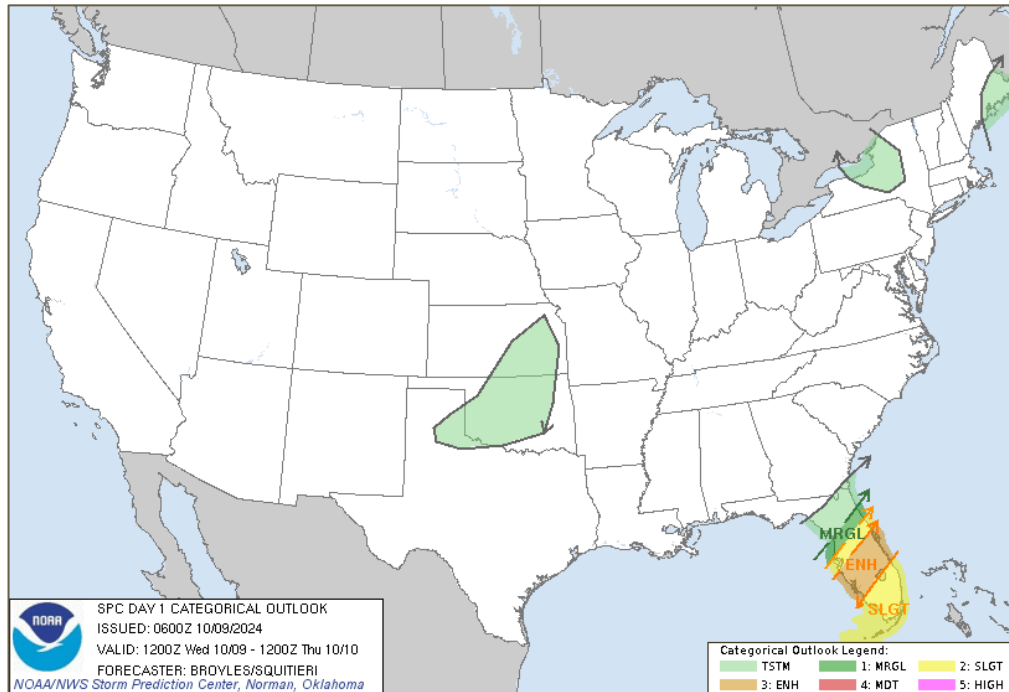 MRGL
ENH
SLGT
NOAA
SPC DAY 1 CATEGORICAL OUTLOOK
ISSUED: 0600Z 10/09/2024
VALID: 1200Z Wed 10/09 - 1200Z Thu 10/10
FORECASTER: BROYLES/SQUITIERI
NOAA/NWS Storm Prediction Center, Norman, Oklahoma
Categorical Outlook Legend:
TSTM 1: MRGL 2: SLGT
3: ENH 4: MDT 5: HIGH